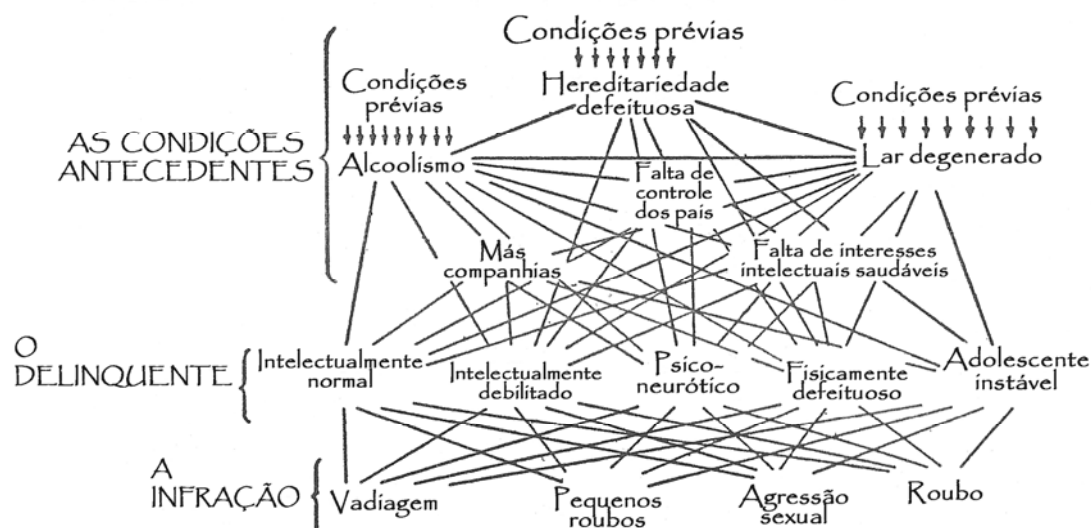 Condições prévias
Hereditariedade
defeituosa
Condições
prévias
Condições prévias
AS CONDIÇÕES
ANTECEDENTES
Alcoolísmo
Lar degenerado
Falta de
controle
dos país
Más
companhias
Falta de interesses
intelectuais saudáveis
O
DELINQUENTE
Intelectualmente
normal
Intelectualmente
debilitado
Psico-
neurótico
Fisicamente
defeituoso
Adolescente
instável
A
INFRAÇÃO
Vadiagem
Pequenos
roubos
Agressão
sexual
Roubo